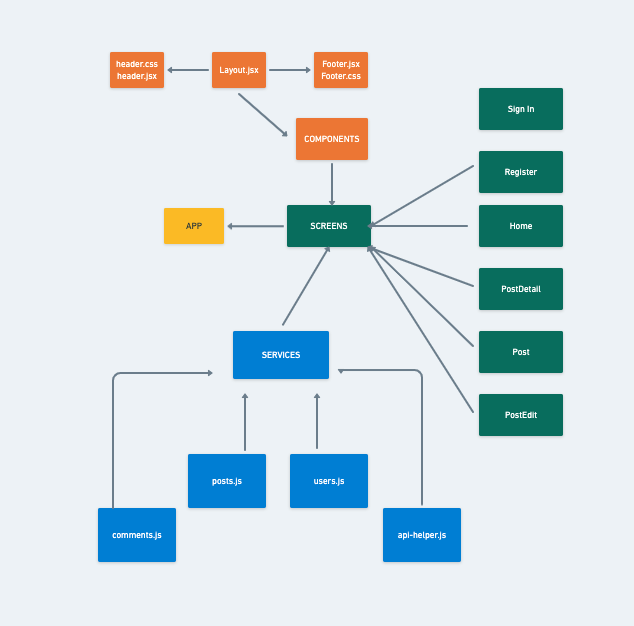 header.css
header.jsx
Layout.jsx
Footer.jsx
Footer.css
COMPONENTS
Sign In
Register
APP
SCREENS
Home
PostDetail
SERVICES
Post
PostEdit
posts.js
users.js
comments.js
api-helper.js